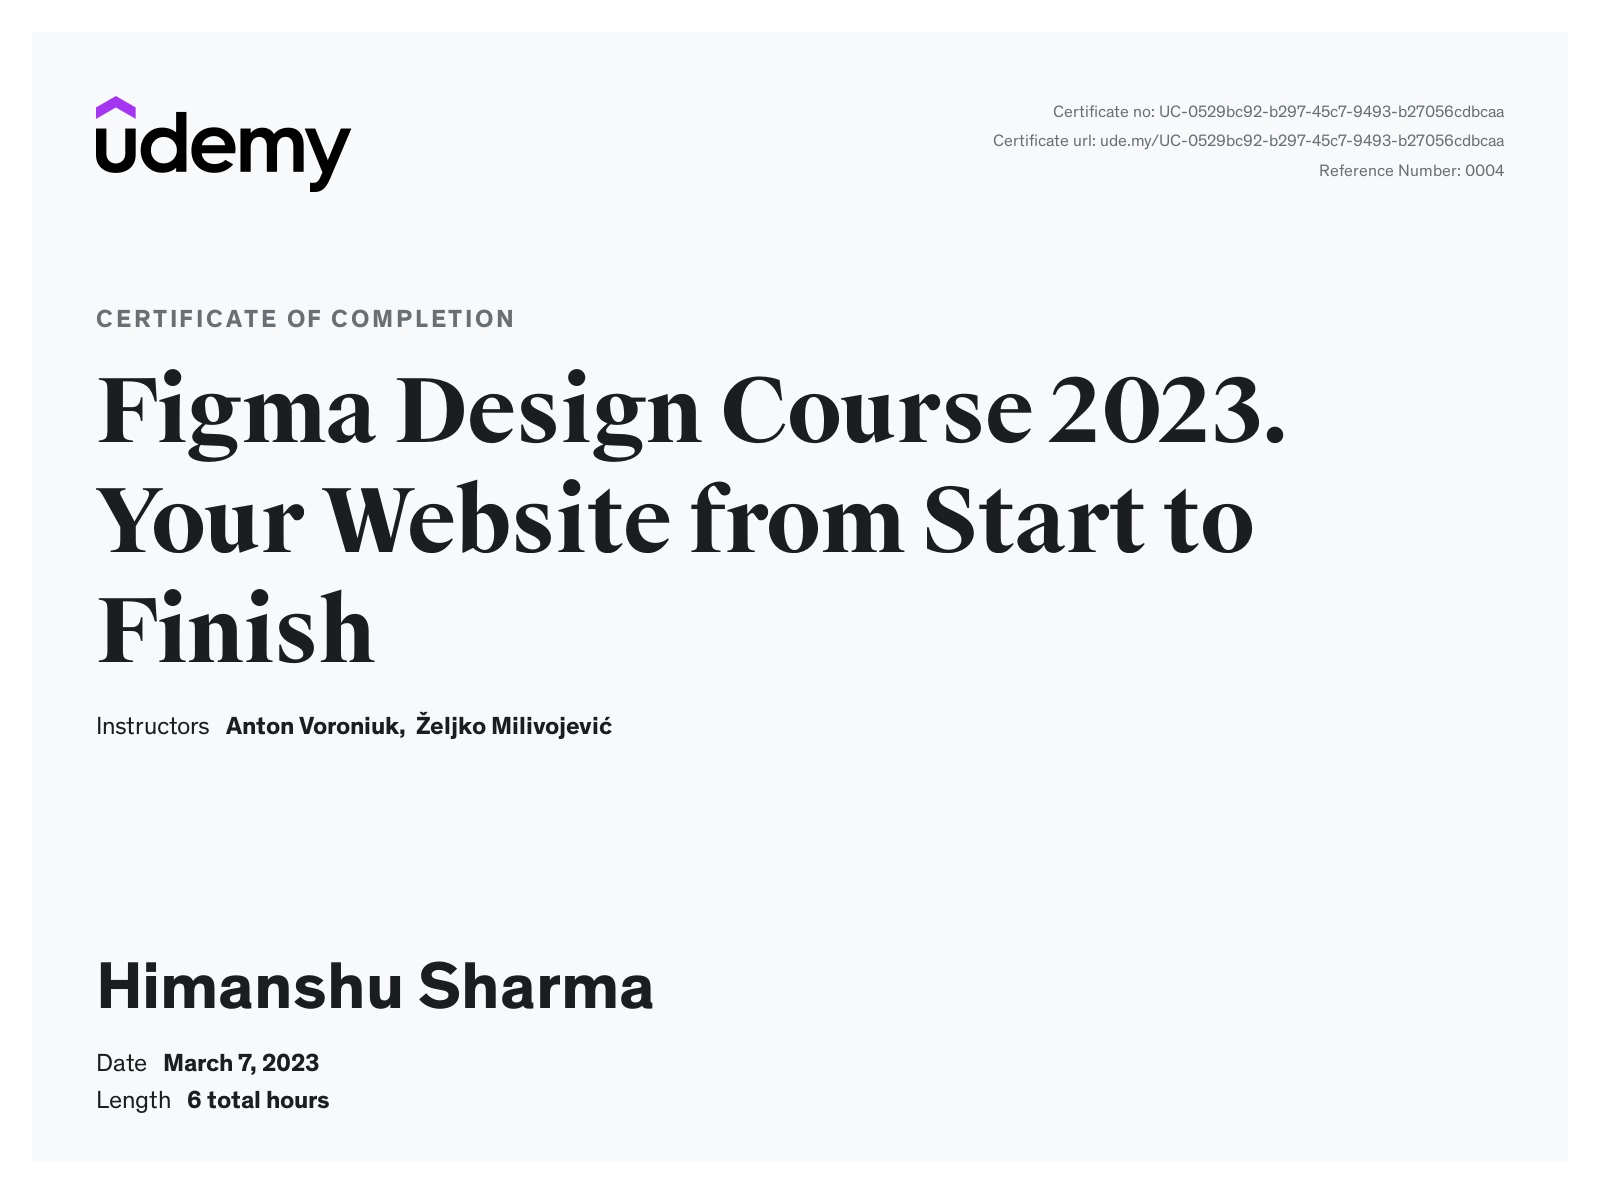 udemy
Certificate no: UC-0529bc92-b297-45c7-9493-b27056cdbcaa
Certificate url: ude.my/UC-0529bc92-b297-45c7-9493-b27056cdbcaa
Reference Number: 0004
CERTIFICATE OF COMPLETION
Figma Design Course 2023.
Your Website from Start to
Finish
Instructors Anton Voroniuk, Željko Milivojević
Himanshu Sharma
Date March 7, 2023
Length 6 total hours